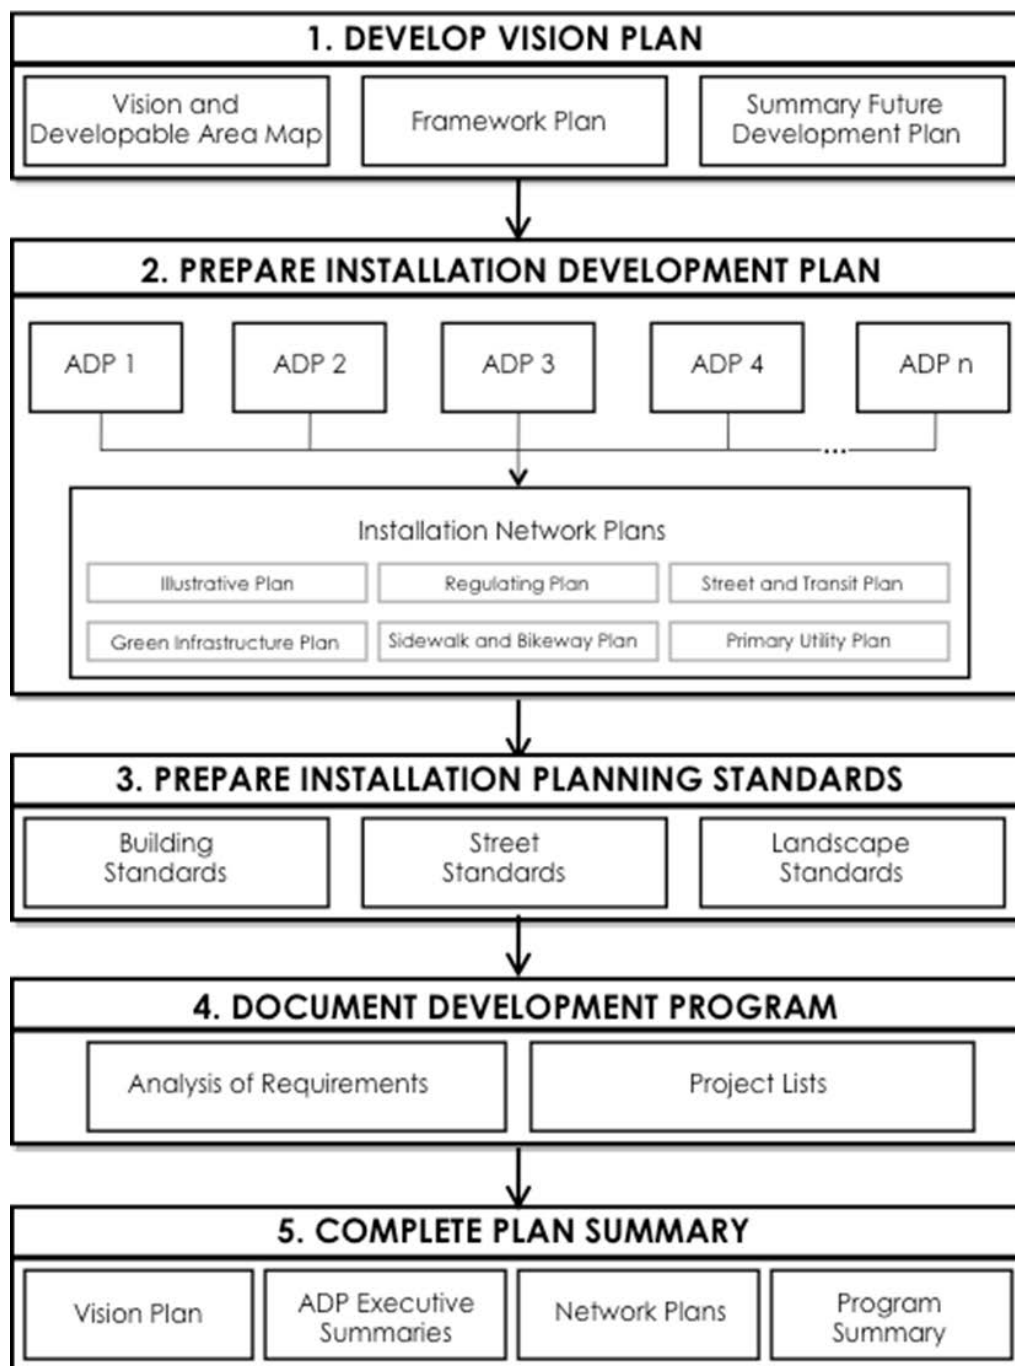 1. DEVELOP VISION PLAN
Vision and
Developable Area Map
Framework Plan
Summary Future
Development Plan
2. PREPARE INSTALLATION DEVELOPMENT PLAN
ADP 1
ADP 2
ADP 3
ADP 4
ADP n
...
Installation Network Plans
Illustrative Plan
Regulating Plan
Street and Transit Plan
Green Infrastructure Plan
Sidewalk and Bikeway Plan
Primary Utility Plan
3. PREPARE INSTALLATION PLANNING STANDARDS
Building
Standards
Street
Standards
Landscape
Standards
4. DOCUMENT DEVELOPMENT PROGRAM
Analysis of Requirements
Project Lists
5. COMPLETE PLAN SUMMARY
Vision Plan
ADP Executive
Summaries
Network Plans
Program
Summary